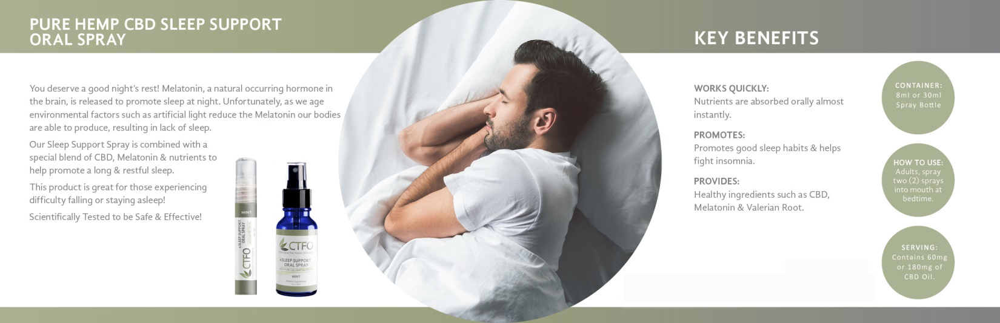 PURE HEMP CBD SLEEP SUPPORT
ORAL SPRAY
You deserve a good night's rest! Melatonin, a natural occurring hormone in
the brain, is released to promote sleep at night. Unfortunately, as we age
environmental factors such as artificial light reduce the Melatonin our bodies
are able to produce, resulting in lack of sleep.
Our Sleep Support Spray is combined with a
special blend of CBD, Melatonin & nutrients to
help promote a long & restful sleep.
This product is great for those experiencing
difficulty falling or staying asleep!
Scientifically Tested to be Safe & Effective!
MINT
SLEEP SUPPORT
ORAL SPRAY
CTFO
CTFO
SLEEP SUPPORT
ORAL SPRAY
MINT
Dietary Supplement
KEY BENEFITS
WORKS QUICKLY:
Nutrients are absorbed orally almost
instantly.
PROMOTES:
Promotes good sleep habits & helps
fight insomnia.
PROVIDES:
Healthy ingredients such as CBD,
Melatonin & Valerian Root.
CONTAINER:
8ml or 30ml
Spray Bottle
HOW TO USE:
Adults, spray
two (2) sprays
into mouth at
bedtime.
SERVING:
Contains 60mg
or 180mg of
CBD Oil.